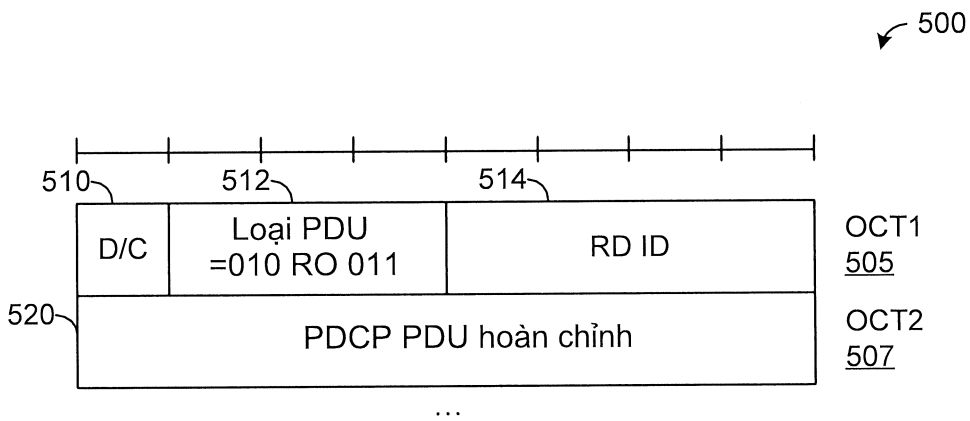 500
510
512
514
D/C
Loại PDU
=010 RO 011
RD ID
OCT1
505
520
PDCP PDU hoàn chỉnh
OCT2
507
...